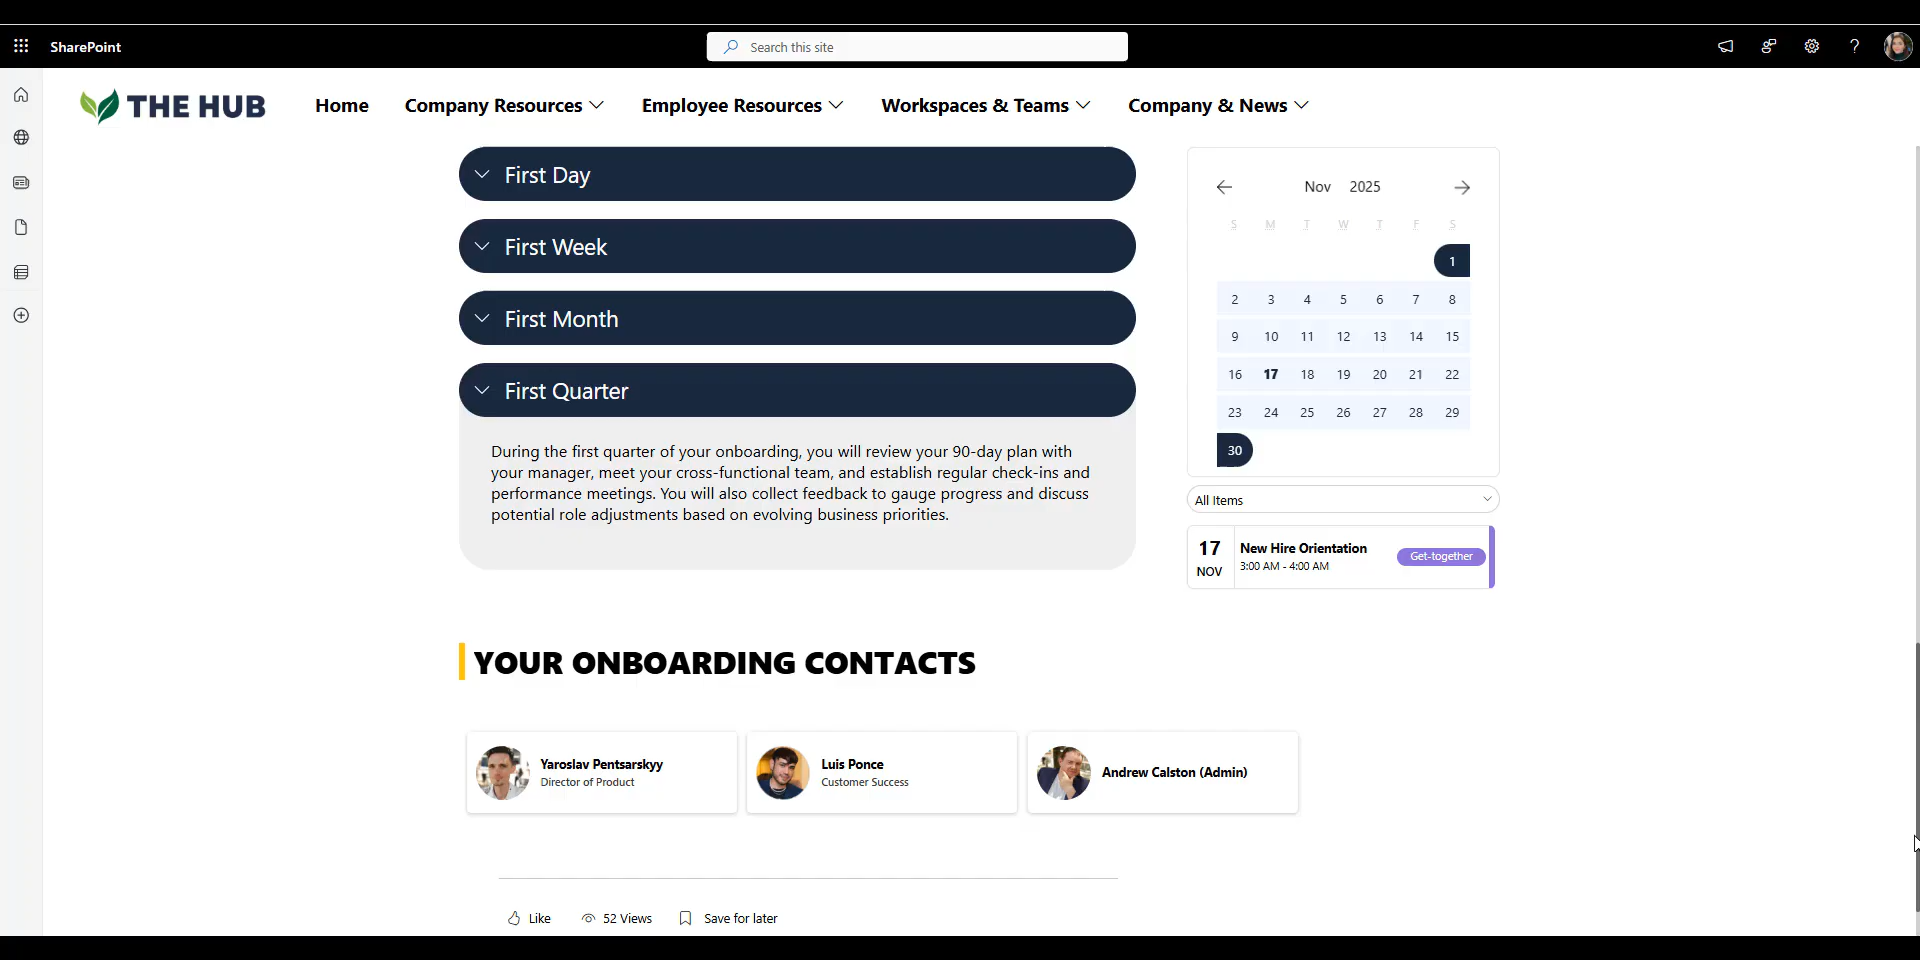 SharePoint
Search this site
THE HUB
Home
Company Resources
Employee Resources
Workspaces & Teams
Company & News
First Day
First Week
First Month
First Quarter
During the first quarter of your onboarding, you will review your 90-day plan with
your manager, meet your cross-functional team, and establish regular check-ins and
performance meetings. You will also collect feedback to gauge progress and discuss
potential role adjustments based on evolving business priorities.
Nov 2025
S M T W T F S
1
2 3 4 5 6 7 8
9 10 11 12 13 14 15
16 17 18 19 20 21 22
23 24 25 26 27 28 29
30
All Items
17 NOV
New Hire Orientation
3:00 AM - 4:00 AM
Get-together
YOUR ONBOARDING CONTACTS
Yaroslav Pentsarskyy
Director of Product
Luis Ponce
Customer Success
Andrew Calston (Admin)
Like
52 Views
Save for later